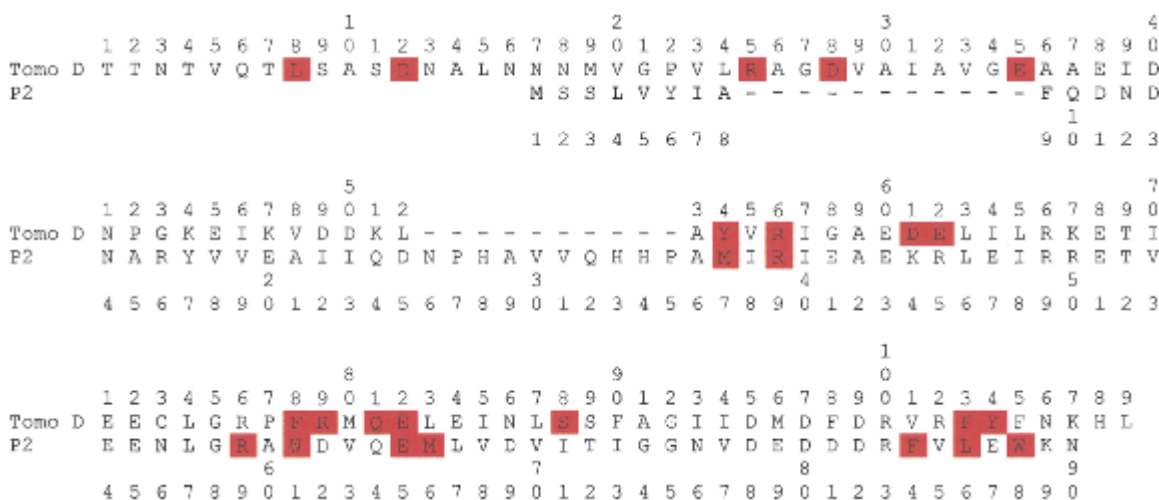 1 2 3 4
1 2 3 4 5 6 7 8 9 0 1 2 3 4 5 6 7 8 9 0 1 2 3 4 5 6 7 8 9 0 1 2 3 4 5 6 7 8 9 0
Tomo D T T N T V Q T L S A S D N A L N N N M V G P V L R A G D V A I A V G E A A E I D
P2 M S S L V Y I A - - - - - - - - - - - F Q D N D
1
1 2 3 4 5 6 7 8 9 0 1 2 3
5 6 7
1 2 3 4 5 6 7 8 9 0 1 2 3 4 5 6 7 8 9 0 1 2 3 4 5 6 7 8 9 0
Tomo D N P G K E I K V D D K L - - - - - - - - - - A Y V R I G A E D E L I L R K E T I
P2 N A R Y V V E A I I Q D N P H A V V Q H H P A M I R I E A E K R L E I R R E T V
2 3 4 5
4 5 6 7 8 9 0 1 2 3 4 5 6 7 8 9 0 1 2 3 4 5 6 7 8 9 0 1 2 3 4 5 6 7 8 9 0 1 2 3
1
8 9 0
1 2 3 4 5 6 7 8 9 0 1 2 3 4 5 6 7 8 9 0 1 2 3 4 5 6 7 8 9 0 1 2 3 4 5 6 7 8 9
Tomo D E E C L G R P F R M Q E L E I N L S S F A G I I D M D F D R V R F Y F N K H L
P2 E E N L G R A W D V Q E M L V D V I T I G G N V D E D D D R F V L E W K N
6 7 8 9
4 5 6 7 8 9 0 1 2 3 4 5 6 7 8 9 0 1 2 3 4 5 6 7 8 9 0 1 2 3 4 5 6 7 8 9 0